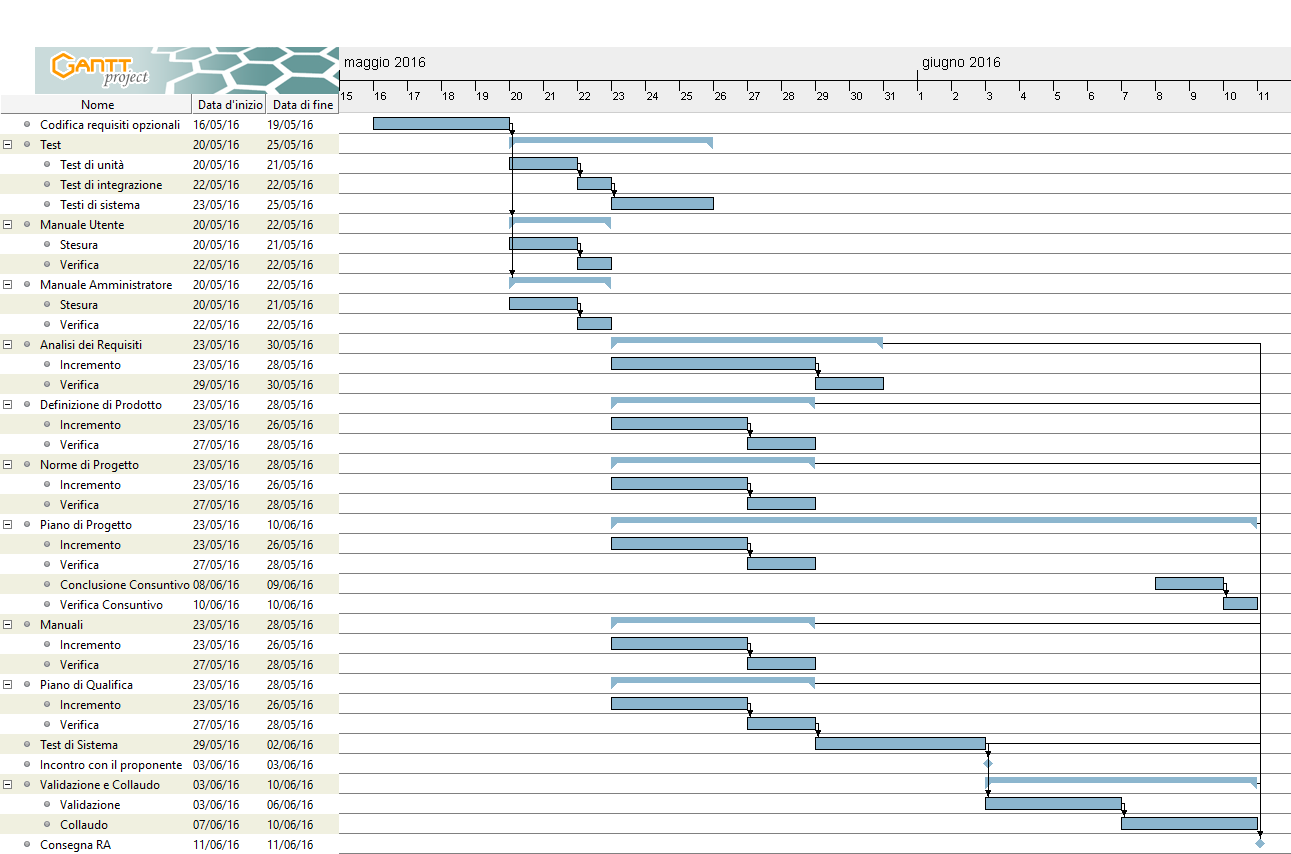 GANTT project
maggio 2016 giugno 2016
15 16 17 18 19 20 21 22 23 24 25 26 27 28 29 30 31 1 2 3 4 5 6 7 8 9 10 11
Nome Data d'inizio Data di fine
Codifica requisiti opzionali 16/05/16 19/05/16
Test 20/05/16 25/05/16
Test di unità 20/05/16 21/05/16
Test di integrazione 22/05/16 22/05/16
Testi di sistema 23/05/16 25/05/16
Manuale Utente 20/05/16 22/05/16
Stesura 20/05/16 21/05/16
Verifica 22/05/16 22/05/16
Manuale Amministratore 20/05/16 22/05/16
Stesura 20/05/16 21/05/16
Verifica 22/05/16 22/05/16
Analisi dei Requisiti 23/05/16 30/05/16
Incremento 23/05/16 28/05/16
Verifica 29/05/16 30/05/16
Definizione di Prodotto 23/05/16 28/05/16
Incremento 23/05/16 26/05/16
Verifica 27/05/16 28/05/16
Norme di Progetto 23/05/16 28/05/16
Incremento 23/05/16 26/05/16
Verifica 27/05/16 28/05/16
Piano di Progetto 23/05/16 10/06/16
Incremento 23/05/16 26/05/16
Verifica 27/05/16 28/05/16
Conclusione Consuntivo 08/06/16 09/06/16
Verifica Consuntivo 10/06/16 10/06/16
Manuali 23/05/16 28/05/16
Incremento 23/05/16 26/05/16
Verifica 27/05/16 28/05/16
Piano di Qualifica 23/05/16 28/05/16
Incremento 23/05/16 26/05/16
Verifica 27/05/16 28/05/16
Test di Sistema 29/05/16 02/06/16
Incontro con il proponente 03/06/16 03/06/16
Validazione e Collaudo 03/06/16 10/06/16
Validazione 03/06/16 06/06/16
Collaudo 07/06/16 10/06/16
Consegna RA 11/06/16 11/06/16